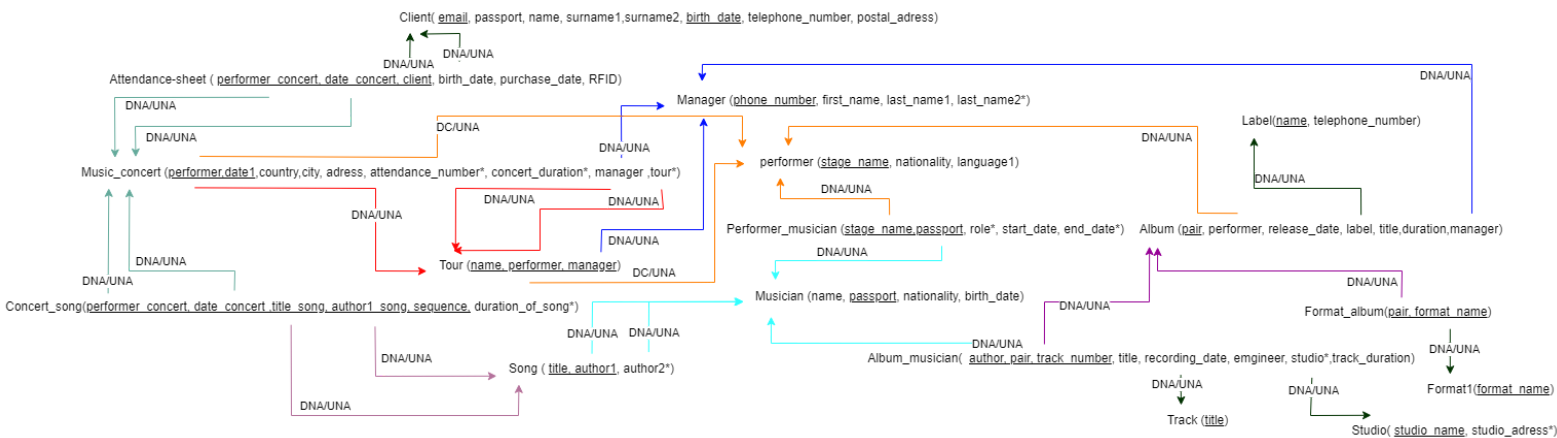 Client( email, passport, name, surname1,surname2, birth_date, telephone_number, postal_adress)
DNA/UNA
DNA/UNA
Attendance-sheet ( performer_concert, date_concert, client, birth_date, purchase_date, RFID)
DNA/UNA
DNA/UNA
Manager (phone_number, first_name, last_name1, last_name2*)
DNA/UNA
Label(name, telephone_number)
DC/UNA
DNA/UNA
DNA/UNA
DNA/UNA
performer (stage_name, nationality, language1)
Music_concert (performer,date1,country,city, adress, attendance_number*, concert_duration*, manager ,tour*)
DNA/UNA
DNA/UNA
DNA/UNA
DNA/UNA
DNA/UNA
Performer_musician (stage_name,passport, role*, start_date, end_date*)
Album (pair, performer, release_date, label, title,duration,manager)
DNA/UNA
DNA/UNA
DNA/UNA
Tour (name, performer, manager)
DC/UNA
DNA/UNA
DNA/UNA
Musician (name, passport, nationality, birth_date)
Concert_song(performer_concert, date_concert ,title_song, author1_song, sequence, duration_of_song*)
DNA/UNA
Format_album(pair, format_name)
DNA/UNA
DNA/UNA
DNA/UNA
DNA/UNA
DNA/UNA
Album_musician( author, pair, track_number, title, recording_date, emgineer, studio*,track_duration)
Song ( title, author1, author2*)
DNA/UNA
DNA/UNA
Format1(format_name)
DNA/UNA
Track (title)
Studio( studio_name, studio_adress*)